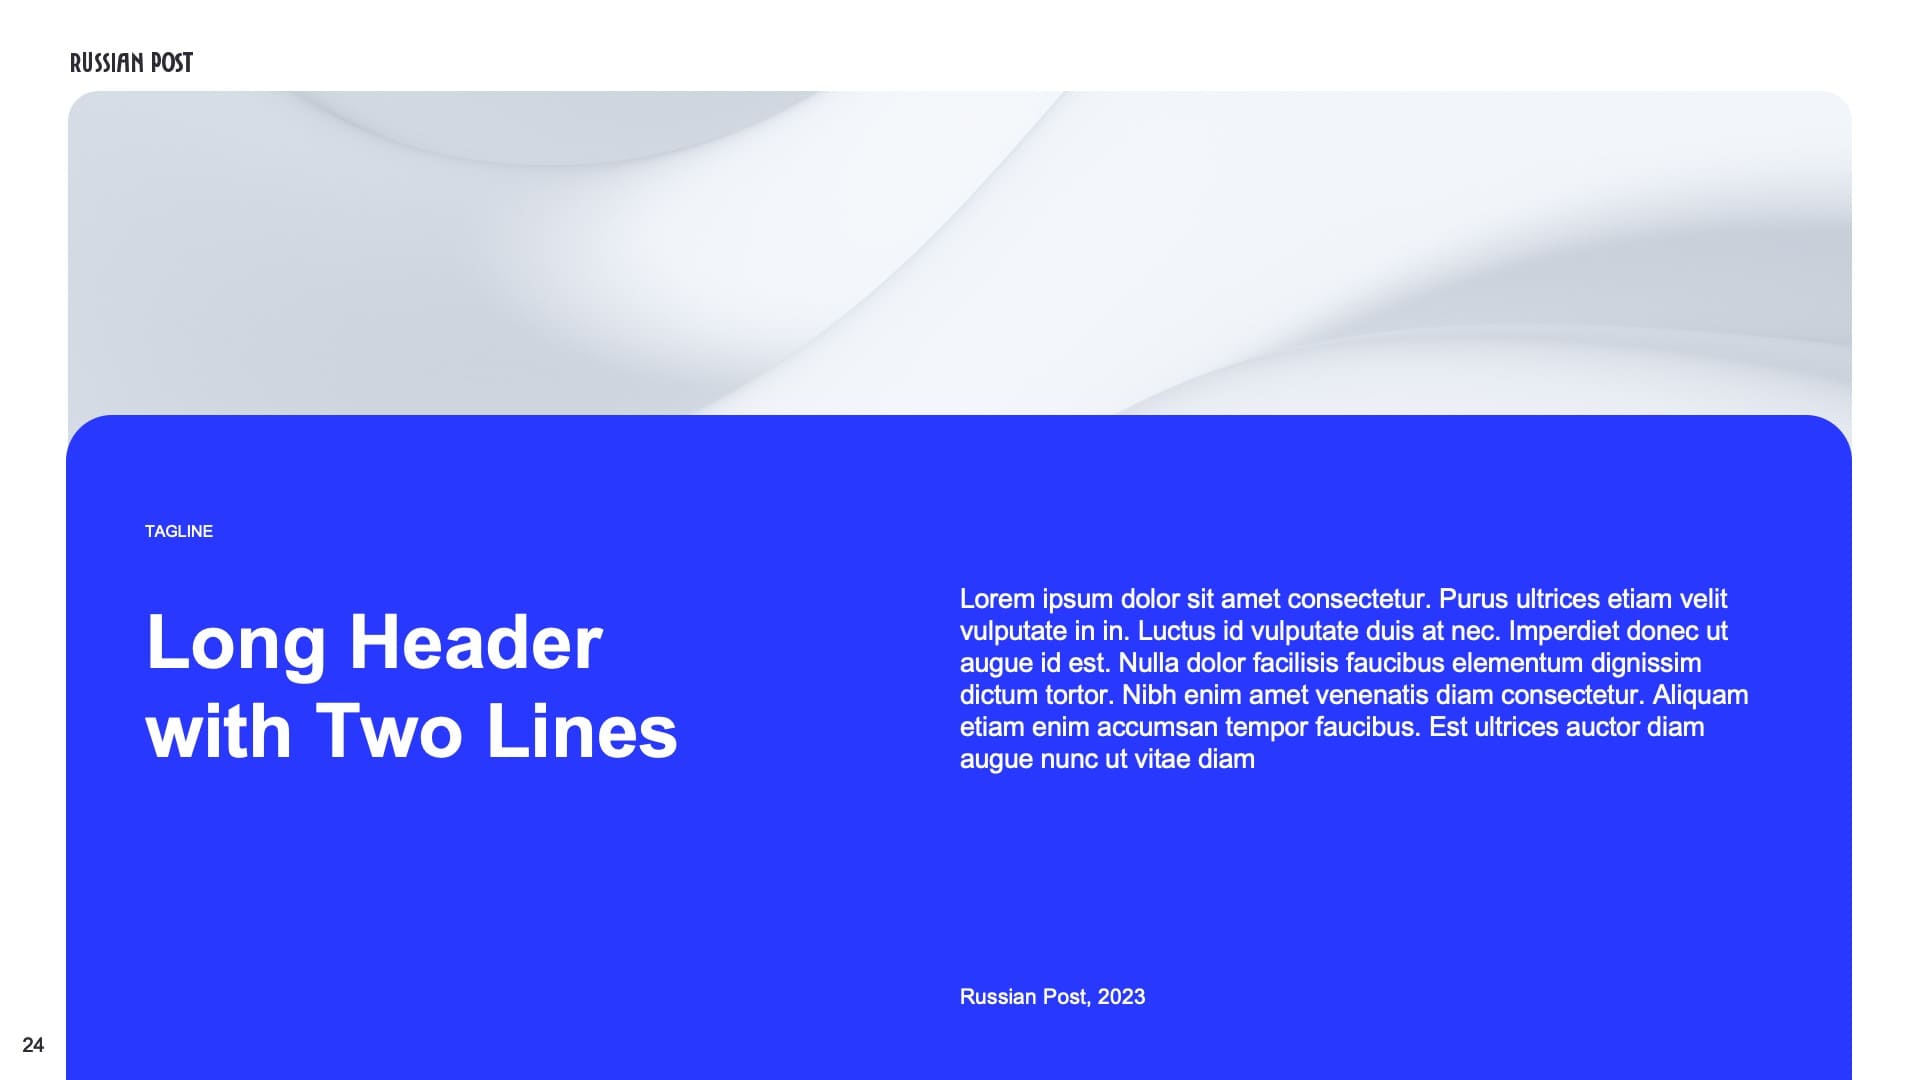 RUSSIAN POST
TAGLINE
Long Header
with Two Lines
Lorem ipsum dolor sit amet consectetur. Purus ultrices etiam velit
vulputate in in. Luctus id vulputate duis at nec. Imperdiet donec ut
augue id est. Nulla dolor facilisis faucibus elementum dignissim
dictum tortor. Nibh enim amet venenatis diam consectetur. Aliquam
etiam enim accumsan tempor faucibus. Est ultrices auctor diam
augue nunc ut vitae diam
Russian Post, 2023
24